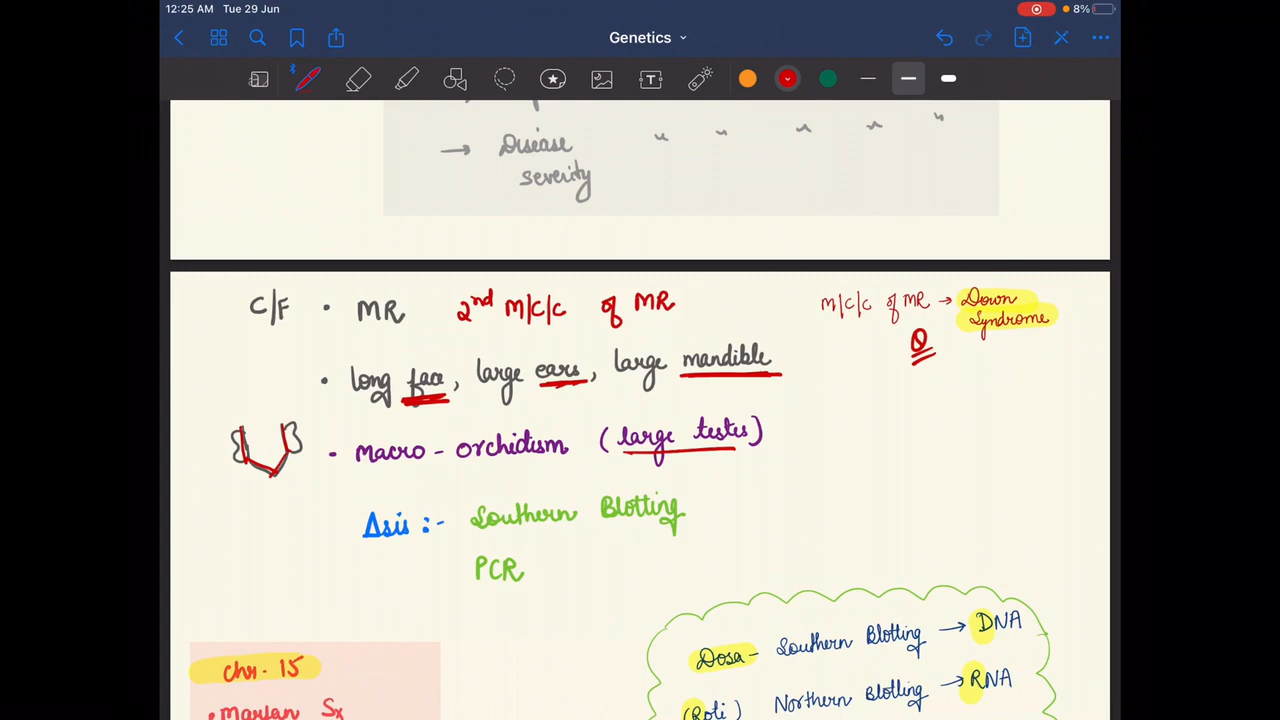 12:25 AM Tue 29 Jun
8%
Genetics
T
→ Disease
severity
C/F • MR 2nd M/C/C of MR
M/C/C of MR → Down
Syndrome
Q
• long face, large ears, large mandible
• Macro-orchidism (large testes)
Δsis :- Southern Blotting
PCR
Dosa - Southern Blotting → DNA
(Roti) Northern Blotting → RNA
Chr. 15
• Marfan Sx